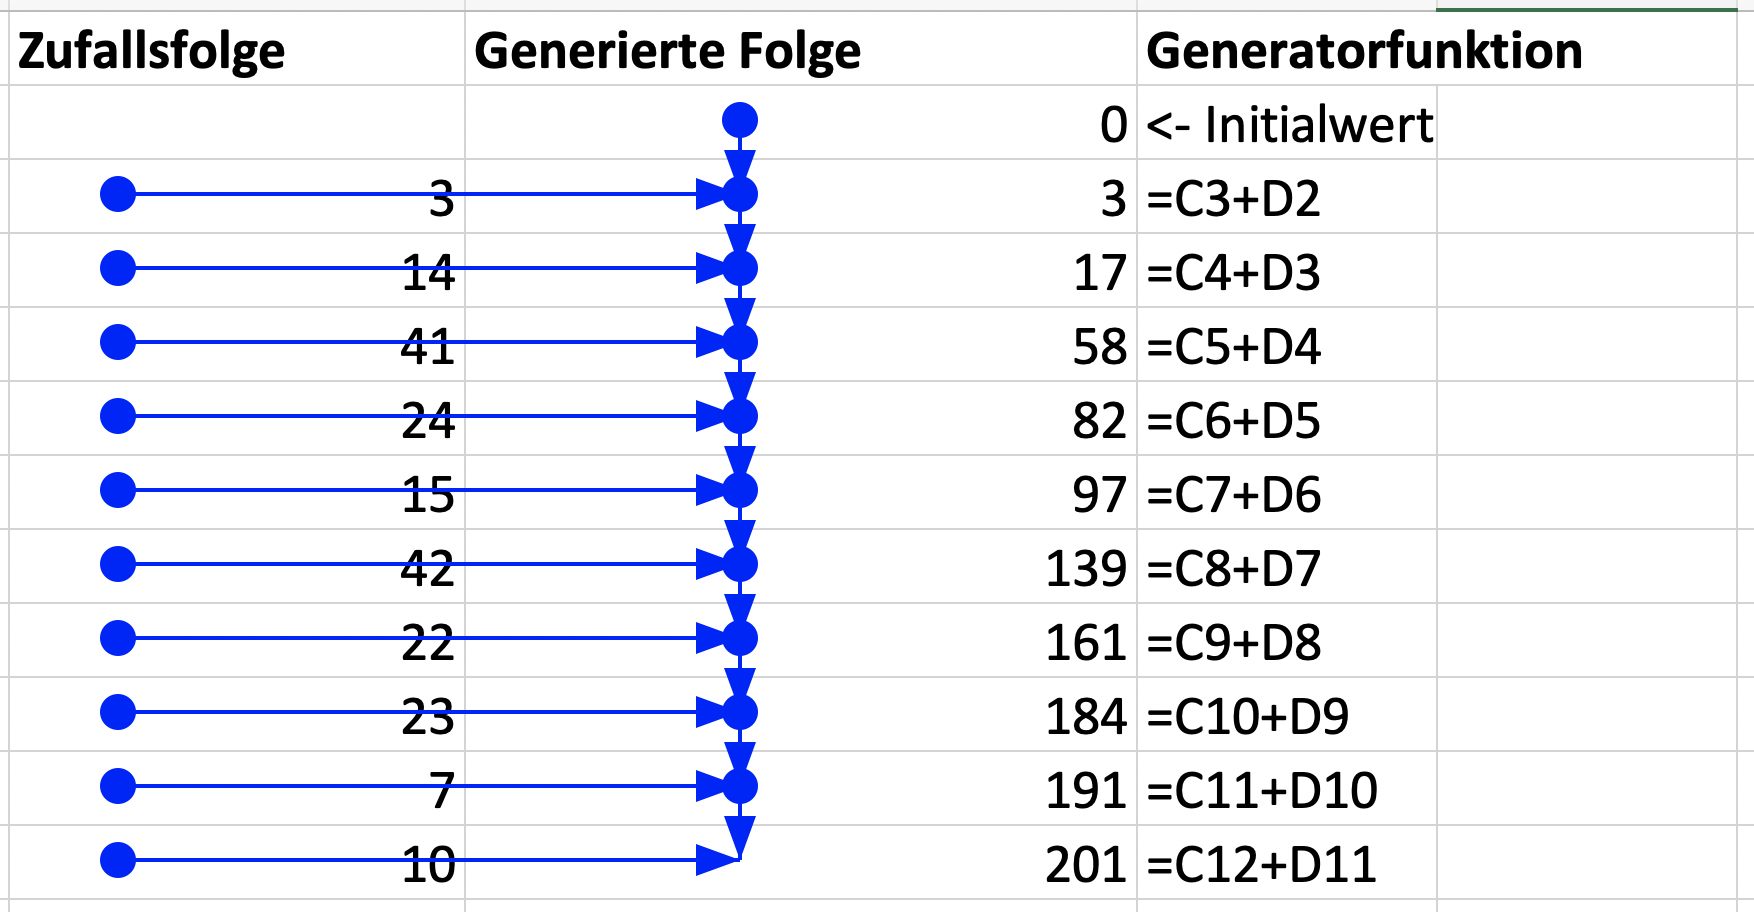 Zufallsfolge Generierte Folge Generatorfunktion
0 <- Initialwert
3 3 =C3+D2
14 17 =C4+D3
41 58 =C5+D4
24 82 =C6+D5
15 97 =C7+D6
42 139 =C8+D7
22 161 =C9+D8
23 184 =C10+D9
7 191 =C11+D10
10 201 =C12+D11